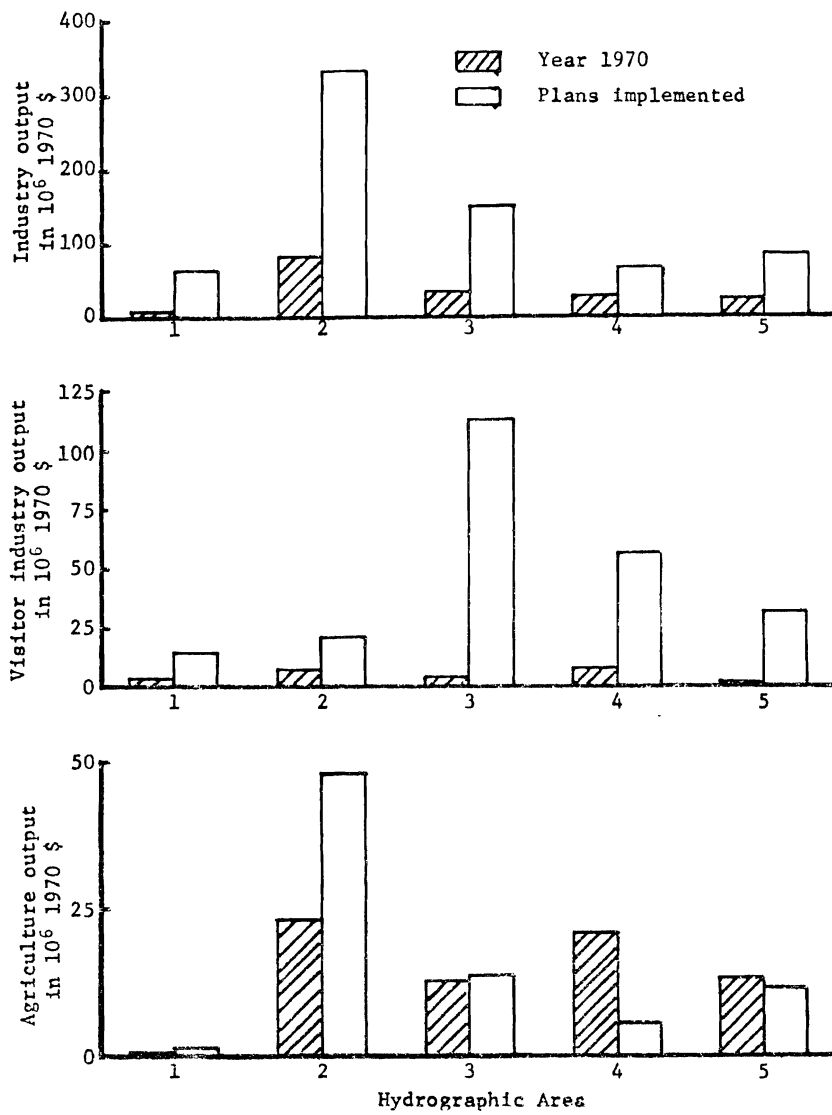 Industry output
in 10⁶ 1970 $
400
300
200
100
0
1 2 3 4 5
Year 1970
Plans implemented
Visitor industry output
in 10⁶ 1970 $
125
100
75
50
25
0
1 2 3 4 5
Agriculture output
in 10⁶ 1970 $
50
25
0
1 2 3 4 5
Hydrographic Area